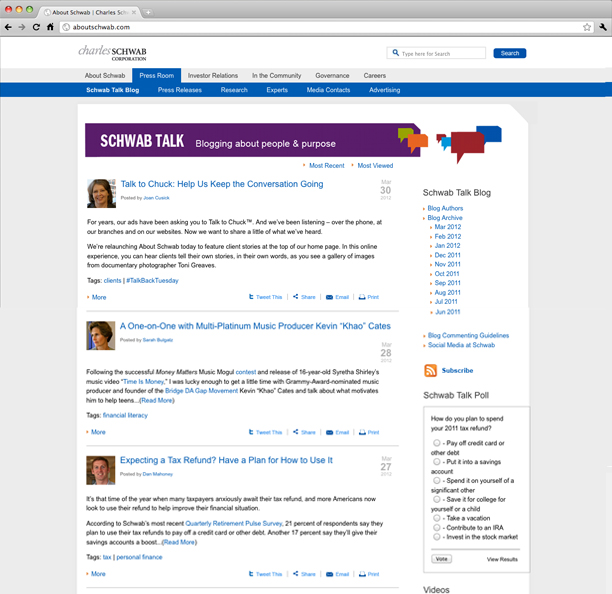 About Schwab | Charles Sch
aboutschwab.com
charles SCHWAB
CORPORATION
Type here for Search
Search
About Schwab
Press Room
Investor Relations
In the Community
Governance
Careers
Schwab Talk Blog
Press Releases
Research
Experts
Media Contacts
Advertising
SCHWAB TALK Blogging about people & purpose
Most Recent
Most Viewed
Talk to Chuck: Help Us Keep the Conversation Going
Posted by Joan Cusick
Mar
30
2012
For years, our ads have been asking you to Talk to Chuck™. And we've been listening – over the phone, at
our branches and on our websites. Now we want to share a little of what we've heard.
We're relaunching About Schwab today to feature client stories at the top of our home page. In this online
experience, you can hear clients tell their own stories, in their own words, as you see a gallery of images
from documentary photographer Toni Greaves.
Tags: clients | #TalkBackTuesday
More
Tweet This
Share
Email
Print
A One-on-One with Multi-Platinum Music Producer Kevin "Khao" Cates
Posted by Sarah Bulgatz
Mar
28
2012
Following the successful Money Matters Music Mogul contest and release of 16-year-old Syretha Shirley's
music video "Time Is Money," I was lucky enough to get a little time with Grammy-Award-nominated music
producer and founder of the Bridge DA Gap Movement Kevin "Khao" Cates and talk about what motivates
him to help teens...(Read More)
Tags: financial literacy
More
Tweet This
Share
Email
Print
Expecting a Tax Refund? Have a Plan for How to Use It
Posted by Dan Mahoney
Mar
27
2012
It's that time of the year when many taxpayers anxiously await their tax refund, and more Americans now
look to use their refund to help improve their financial situation.
According to Schwab's most recent Quarterly Retirement Pulse Survey, 21 percent of respondents say they
plan to use their tax refunds to pay off a credit card or other debt. Another 17 percent say they'll give their
savings accounts a boost...(Read More)
Tags: tax | personal finance
More
Tweet This
Share
Email
Print
Schwab Talk Blog
Blog Authors
Blog Archive
Mar 2012
Feb 2012
Jan 2012
Dec 2011
Nov 2011
Oct 2011
Sep 2011
Aug 2011
Jul 2011
Jun 2011
Blog Commenting Guidelines
Social Media at Schwab
Subscribe
Schwab Talk Poll
How do you plan to spend
your 2011 tax refund?
- Pay off credit card or
other debt
- Put it into a savings
account
- Spend it on yourself of a
significant other
- Save it for college for
yourself or a child
- Take a vacation
- Contribute to an IRA
- Invest in the stock market
Vote
View Results
Videos